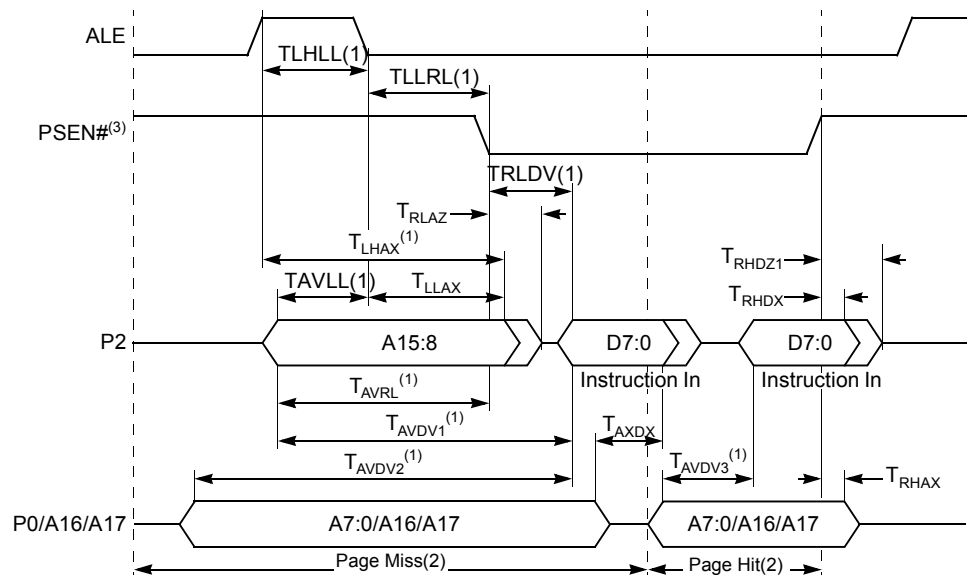 ALE
TLHLL(1)
TLLRL(1)
PSEN#(3)
TRLDV(1)
TRLAZ
TLHAX(1)
TRHDZ1
TAVLL(1)
TLLAX
TRHDX
P2
A15:8
D7:0
D7:0
Instruction In
Instruction In
TAVRL(1)
TAVDV1(1)
TAXDX
TAVDV2(1)
TAVDV3(1)
TRHAX
P0/A16/A17
A7:0/A16/A17
A7:0/A16/A17
Page Miss(2)
Page Hit(2)